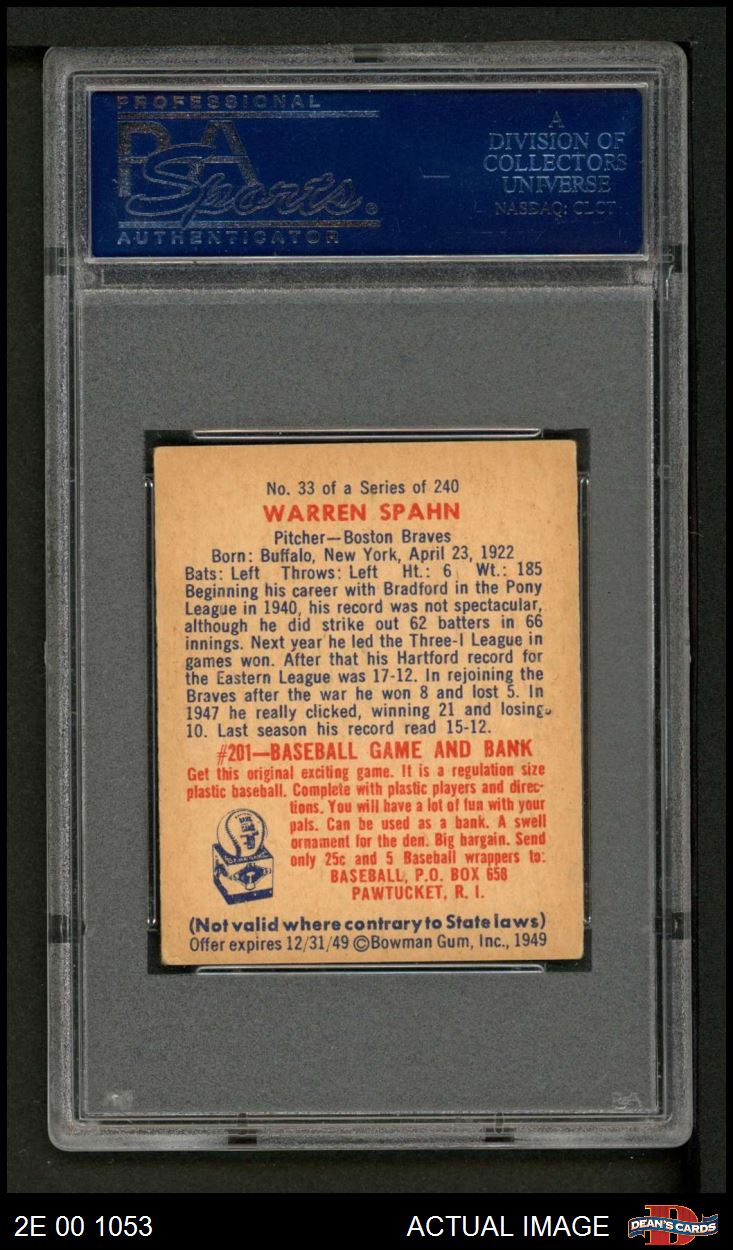 PROFESSIONAL
PSA
Sports®
AUTHENTICATOR
A
DIVISION OF
COLLECTORS
UNIVERSE
NASDAQ: CLCT
No. 33 of a Series of 240
WARREN SPAHN
Pitcher—Boston Braves
Born: Buffalo, New York, April 23, 1922
Bats: Left Throws: Left Ht.: 6 Wt.: 185
Beginning his career with Bradford in the Pony
League in 1940, his record was not spectacular,
although he did strike out 62 batters in 66
innings. Next year he led the Three-I League in
games won. After that his Hartford record for
the Eastern League was 17-12. In rejoining the
Braves after the war he won 8 and lost 5. In
1947 he really clicked, winning 21 and losing
10. Last season his record read 15-12.
#201—BASEBALL GAME AND BANK
Get this original exciting game. It is a regulation size
plastic baseball. Complete with plastic players and direc-
tions. You will have a lot of fun with your
pals. Can be used as a bank. A swell
ornament for the den. Big bargain. Send
only 25c and 5 Baseball wrappers to:
BASEBALL, P.O. BOX 658
PAWTUCKET, R. I.
(Not valid where contrary to State laws)
Offer expires 12/31/49 ©Bowman Gum, Inc., 1949
PSA
2E 00 1053
ACTUAL IMAGE
B
DEAN'S CARDS